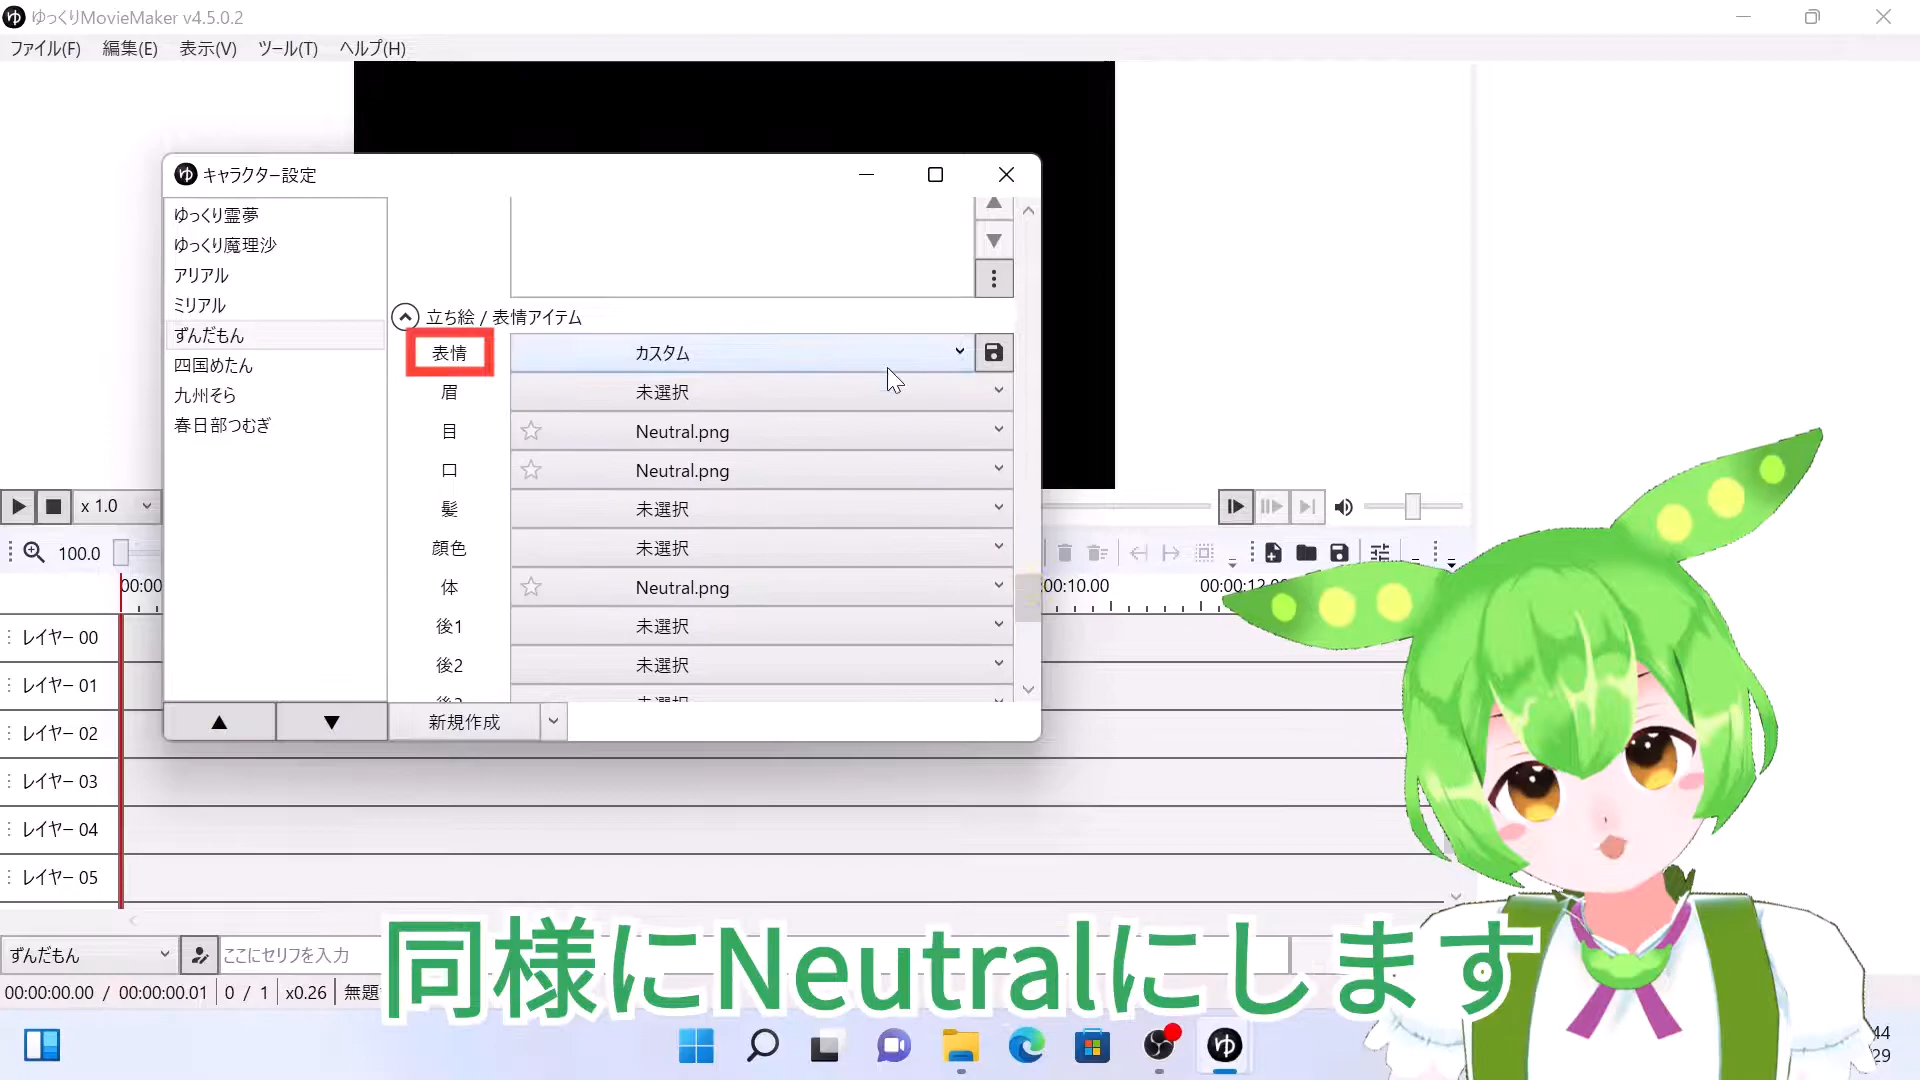 ゆっくりMovieMaker v4.5.0.2
ファイル(F) 編集(E) 表示(V) ツール(T) ヘルプ(H)
キャラクター設定
ゆっくり霊夢
ゆっくり魔理沙
アリアル
ミリアル
ずんだもん
四国めたん
九州そら
春日部つむぎ
立ち絵 / 表情アイテム
表情 カスタム
眉 未選択
目 Neutral.png
口 Neutral.png
髪 未選択
顔色 未選択
体 Neutral.png
後1 未選択
後2 未選択
新規作成
x 1.0
100.0
00:00
00:10.00
00:00:12.00
レイヤー 00
レイヤー 01
レイヤー 02
レイヤー 03
レイヤー 04
レイヤー 05
ずんだもん ここにセリフを入力
同様にNeutralにします
00:00:00.00 / 00:00:00.01 0 / 1 x0.26 無題
44
29